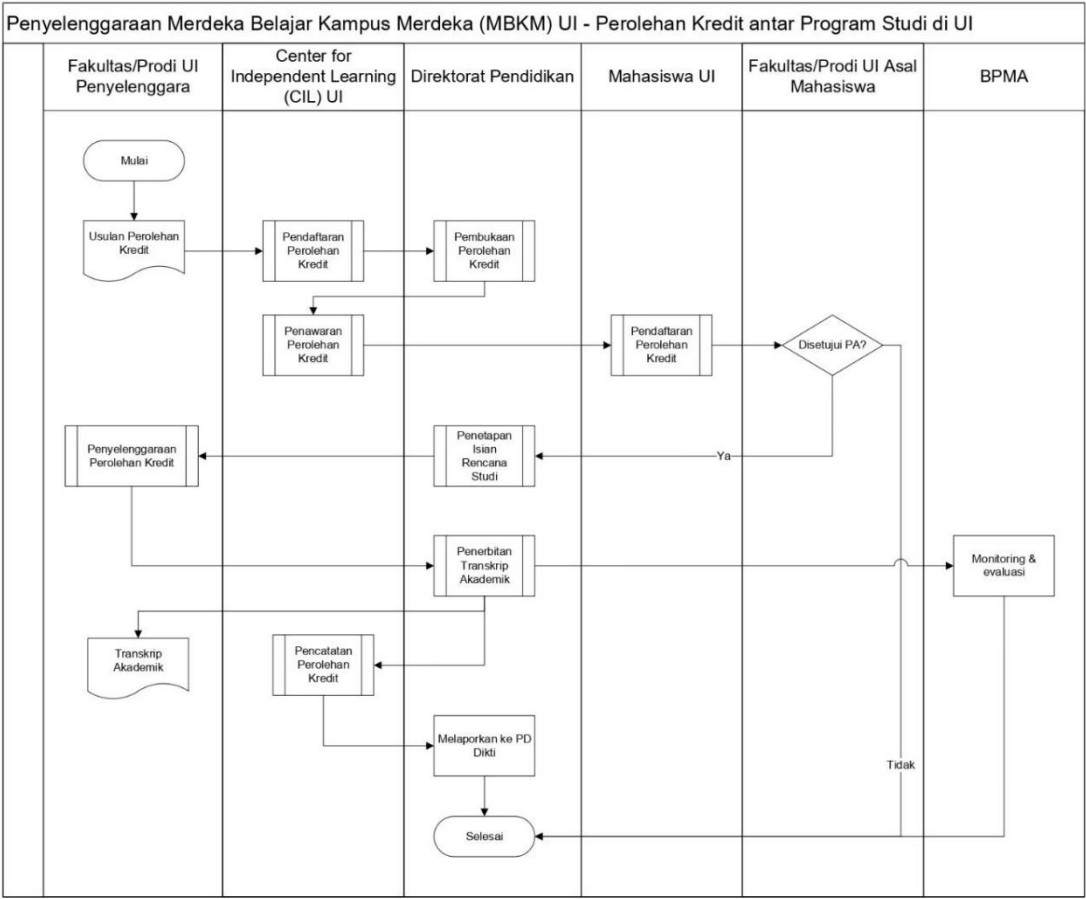 Penyelenggaraan Merdeka Belajar Kampus Merdeka (MBKM) UI - Perolehan Kredit antar Program Studi di UI
Fakultas/Prodi UI
Penyelenggara
Center for
Independent Learning
(CIL) UI
Direktorat Pendidikan
Mahasiswa UI
Fakultas/Prodi UI Asal
Mahasiswa
BPMA
Mulai
Usulan Perolehan
Kredit
Pendaftaran
Perolehan
Kredit
Pembukaan
Perolehan
Kredit
Penawaran
Perolehan
Kredit
Pendaftaran
Perolehan
Kredit
Disetujui PA?
Ya
Penetapan
Isian
Rencana
Studi
Penyelenggaraan
Perolehan Kredit
Penerbitan
Transkrip
Akademik
Monitoring &
evaluasi
Transkrip
Akademik
Pencatatan
Perolehan
Kredit
Melaporkan ke PD
Dikti
Tidak
Selesai